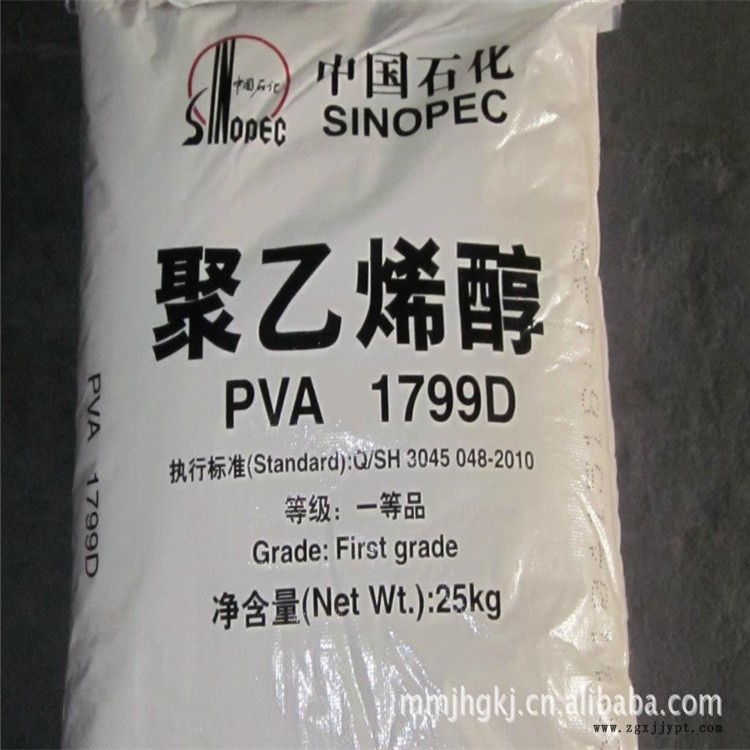 中国石化
SINOPEC
中国石化
SINOPEC
聚乙烯醇
PVA 1799D
PVA 1799D
执行标准(Standard):Q/SH 3045 048-2010
等级：一等品
Grade: First grade
净含量(Net Wt.):25kg
mmjhgkj.cn.alibaba.com
www.zgxjjypt.com